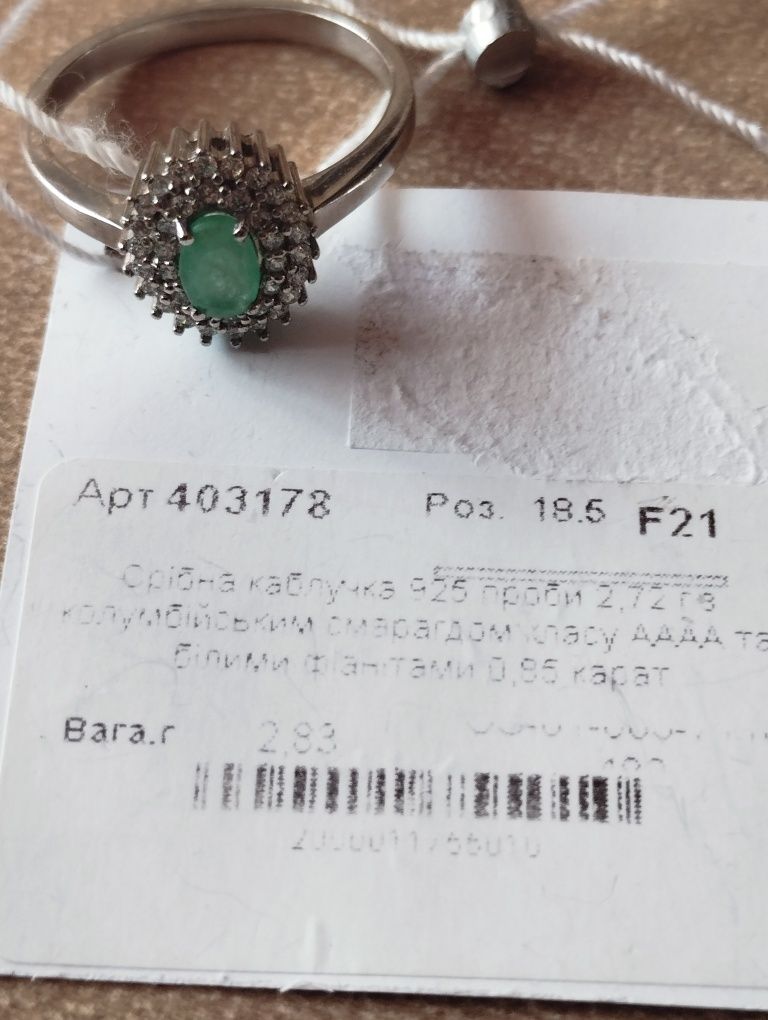 Арт 403178 Роз. 18.5 F21
Срібна каблучка 925 проби 2,72 г в
колумбійським смарагдом класу АААА та
білими фіанітами 0,85 карат
Вага.г 2,83